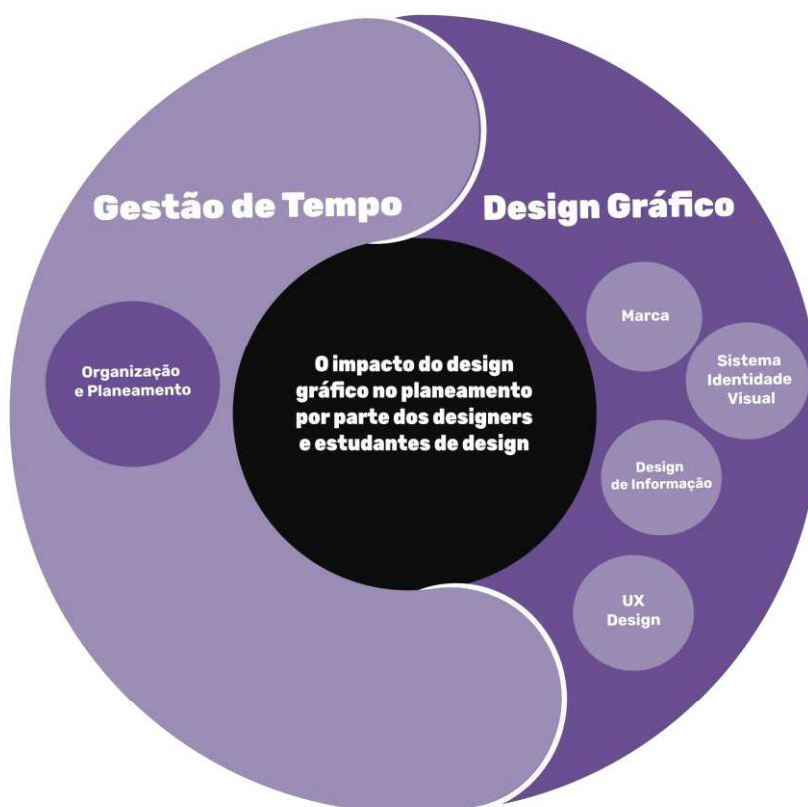 Gestão de Tempo
Design Gráfico
Organização
e Planeamento
O impacto do design
gráfico no planeamento
por parte dos designers
e estudantes de design
Marca
Sistema
Identidade
Visual
Design
de Informação
UX
Design